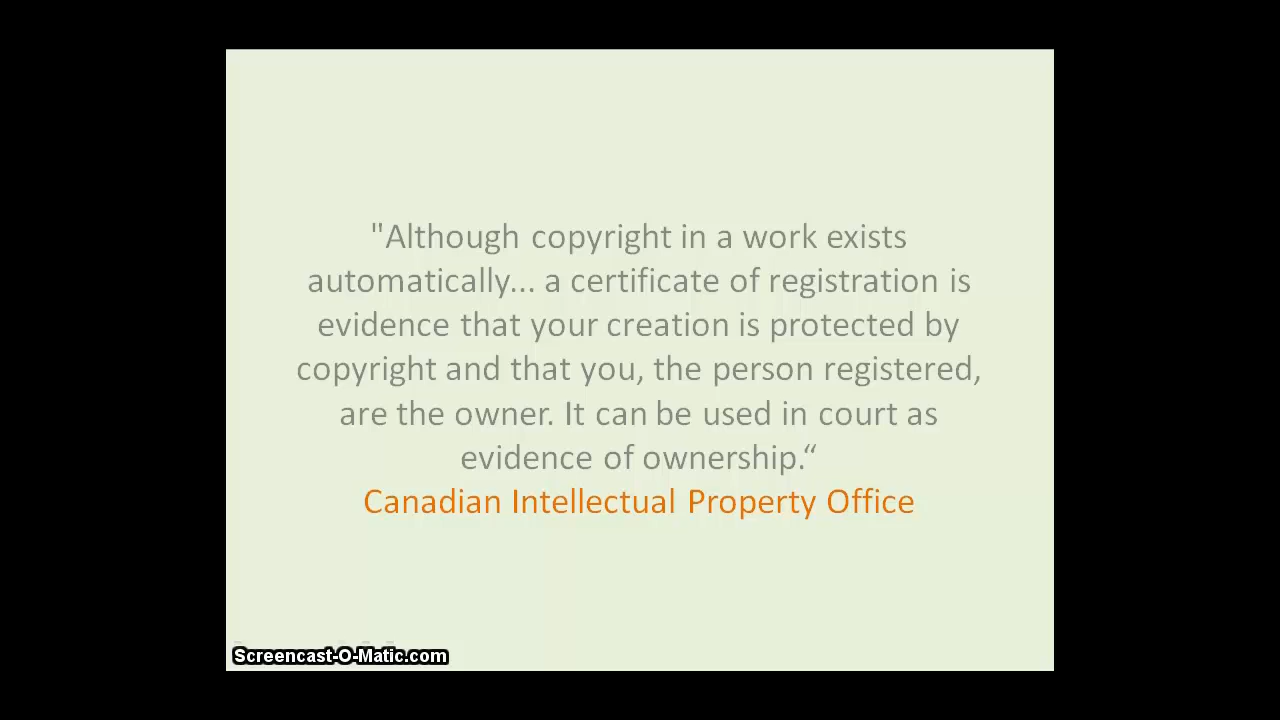 "Although copyright in a work exists
automatically... a certificate of registration is
evidence that your creation is protected by
copyright and that you, the person registered,
are the owner. It can be used in court as
evidence of ownership.“
Canadian Intellectual Property Office
Screencast-O-Matic.com